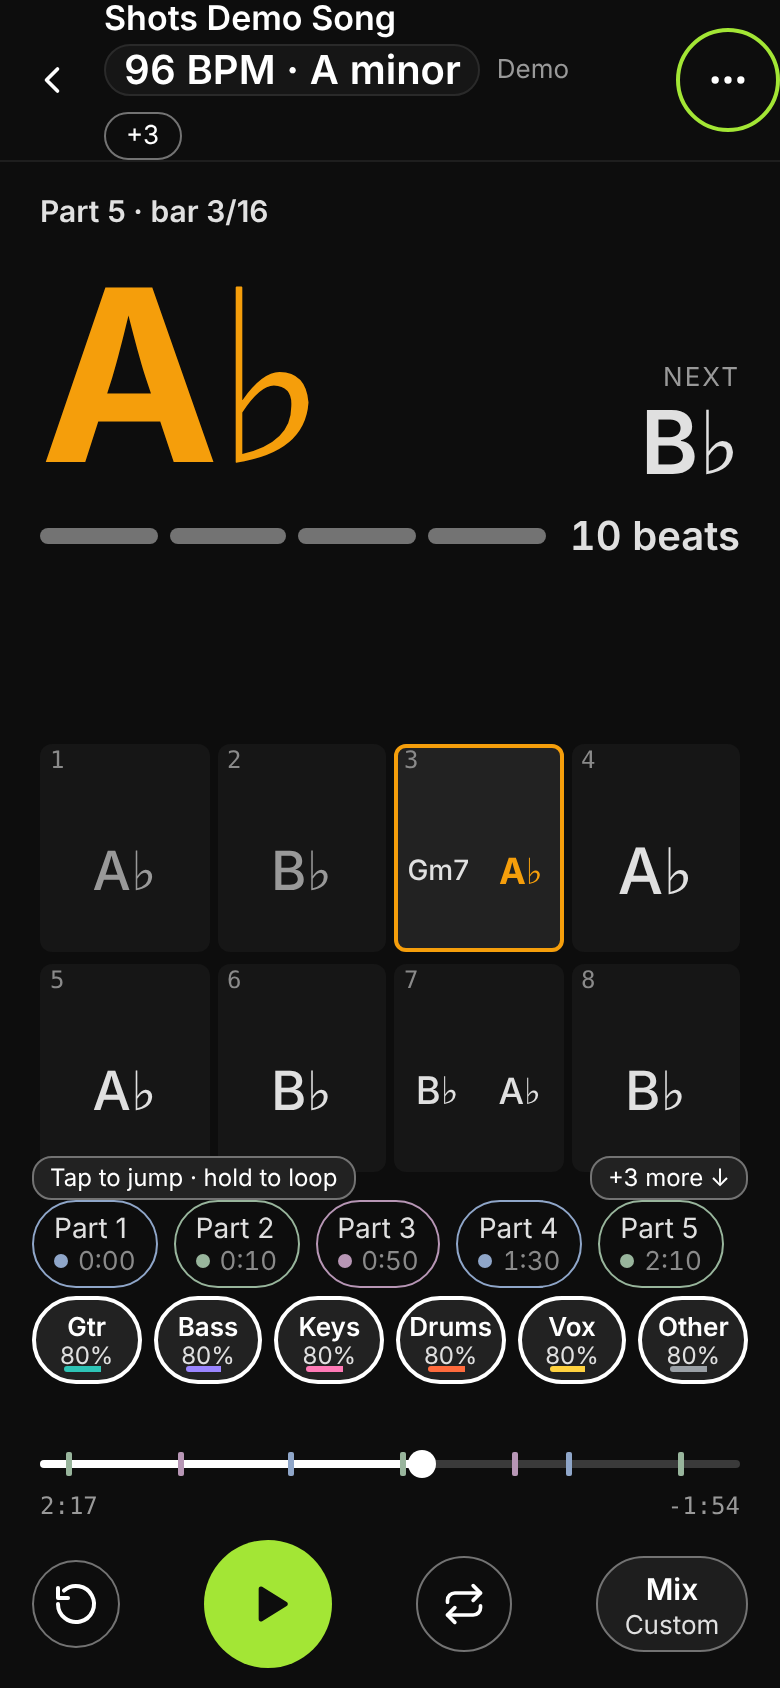 Shots Demo Song
96 BPM · A minor Demo
+3
Part 5 · bar 3/16
A♭
NEXT
B♭
10 beats
1 2 3 4
A♭ B♭ Gm7 A♭ A♭
5 6 7 8
A♭ B♭ B♭ A♭ B♭
Tap to jump · hold to loop +3 more ↓
Part 1 Part 2 Part 3 Part 4 Part 5
0:00 0:10 0:50 1:30 2:10
Gtr Bass Keys Drums Vox Other
80% 80% 80% 80% 80% 80%
2:17 -1:54
Mix
Custom